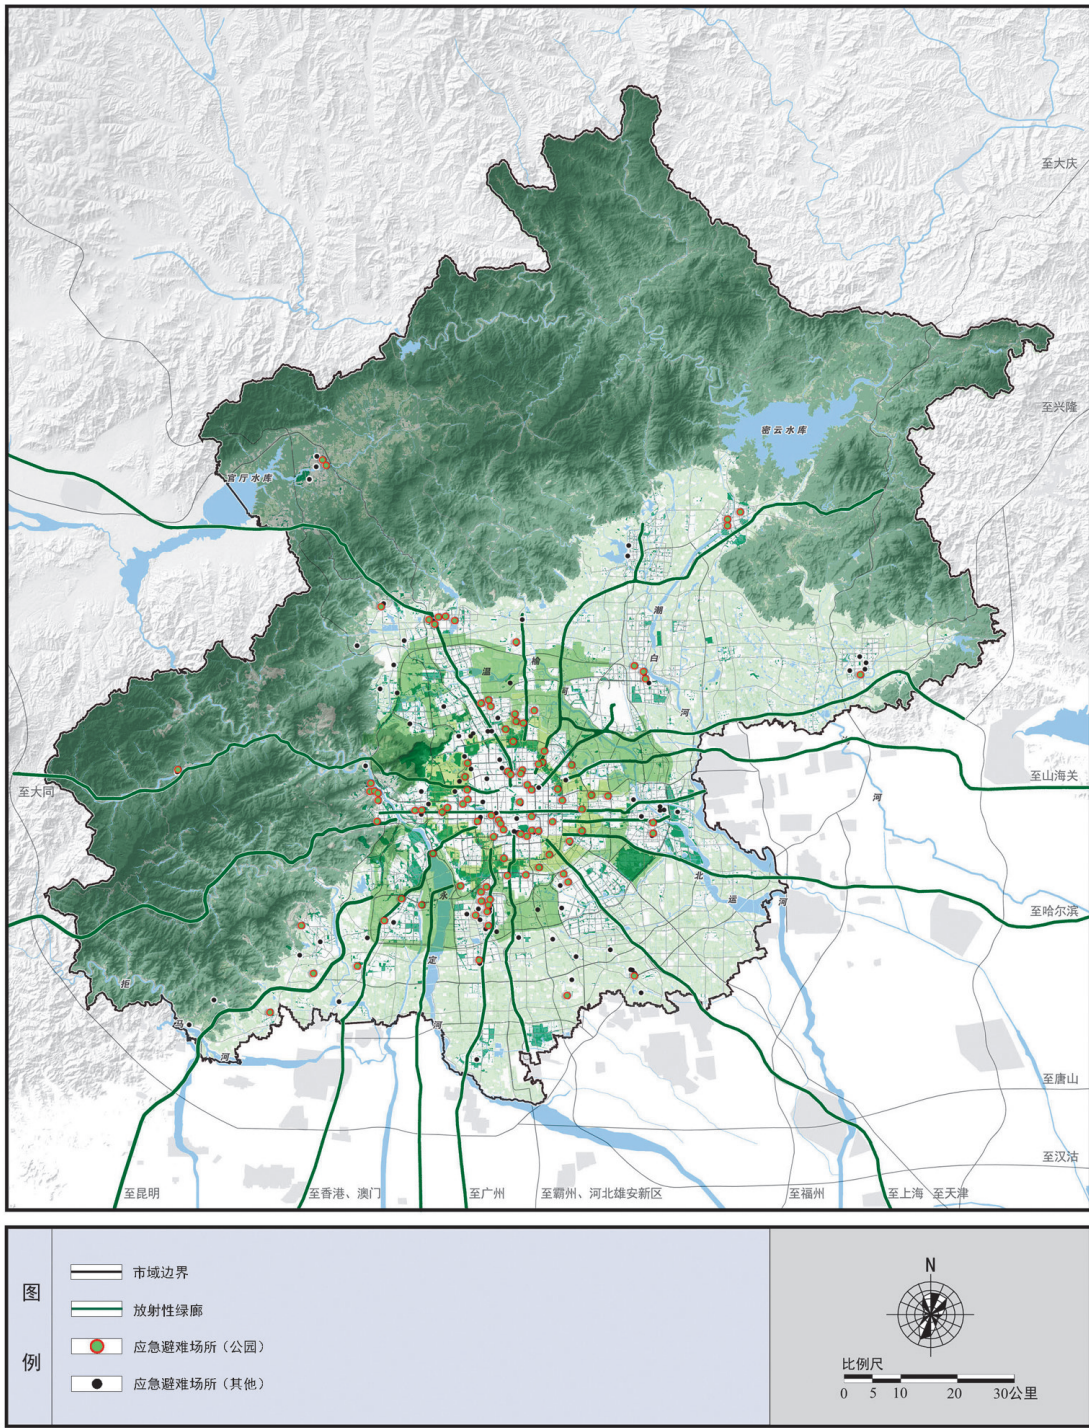 至大庆
至兴隆
密云水库
官厅水库
潮
白
河
温
榆
河
至大同
至山海关
河
永
定
河
北
运
河
至哈尔滨
拒
马
河
至唐山
至汉沽
至昆明
至香港、澳门
至广州
至霸州、河北雄安新区
至福州
至上海
至天津
图
例
市域边界
放射性绿廊
应急避难场所（公园）
应急避难场所（其他）
N
比例尺
0 5 10 20 30公里